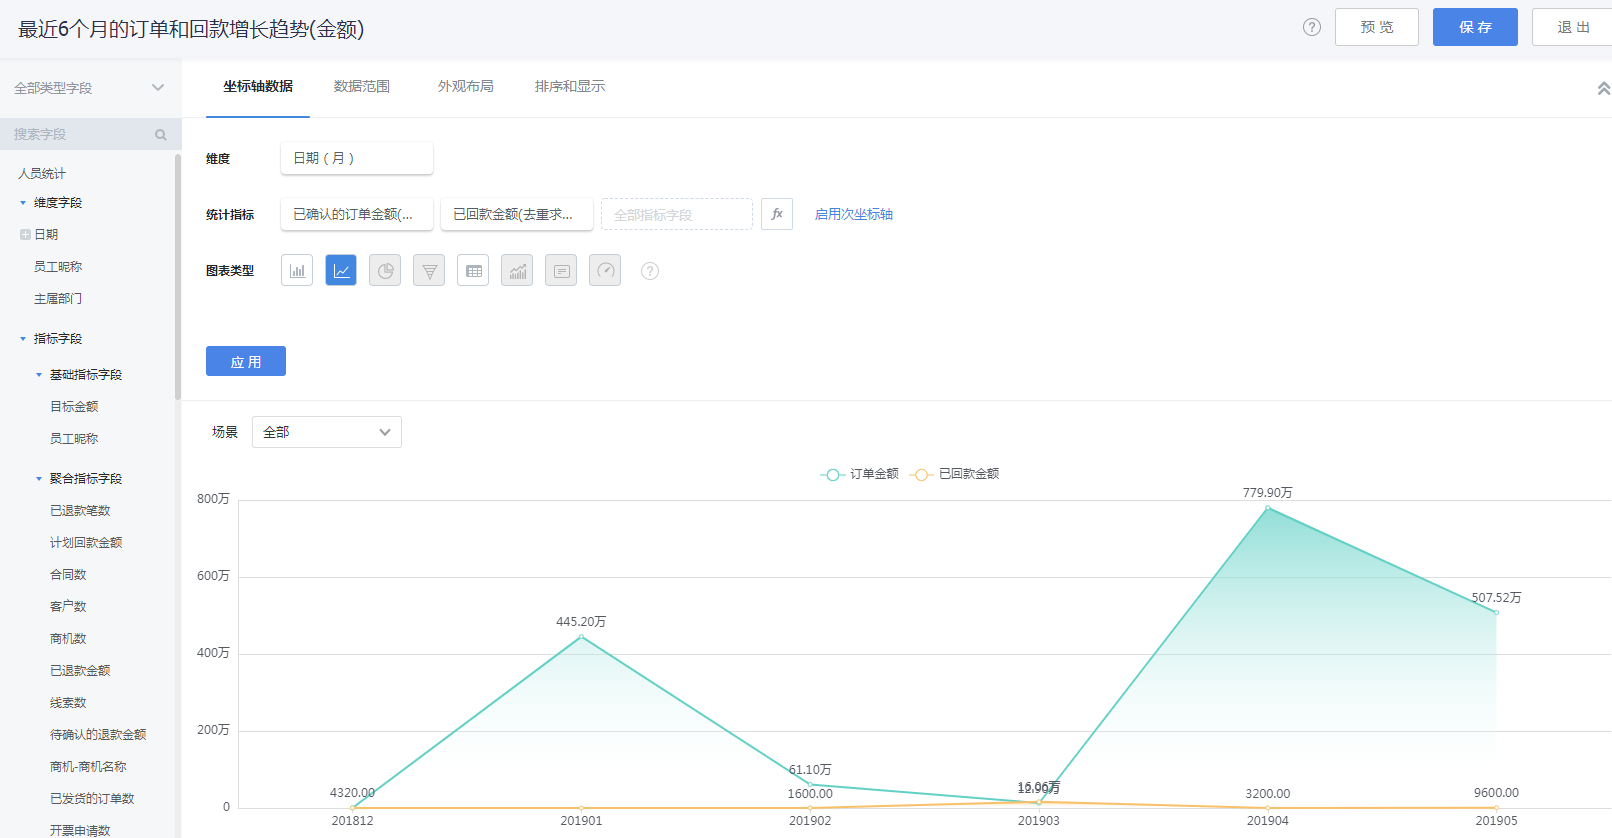 最近6个月的订单和回款增长趋势(金额)
?
预 览
保 存
退 出
全部类型字段
坐标轴数据
数据范围
外观布局
排序和显示
搜索字段
人员统计
维度字段
日期
员工昵称
主属部门
指标字段
基础指标字段
目标金额
员工昵称
聚合指标字段
已退款笔数
计划回款金额
合同数
客户数
商机数
已退款金额
线索数
待确认的退款金额
商机-商机名称
已发货的订单数
开票申请数
维度
日期（月）
统计指标
已确认的订单金额(...
已回款金额(去重求...
全部指标字段
fx
启用次坐标轴
图表类型
?
应 用
场景
全部
订单金额
已回款金额
800万
600万
400万
200万
0
4320.00
445.20万
61.10万
1600.00
779.90万
3200.00
507.52万
9600.00
201812
201901
201902
201903
201904
201905